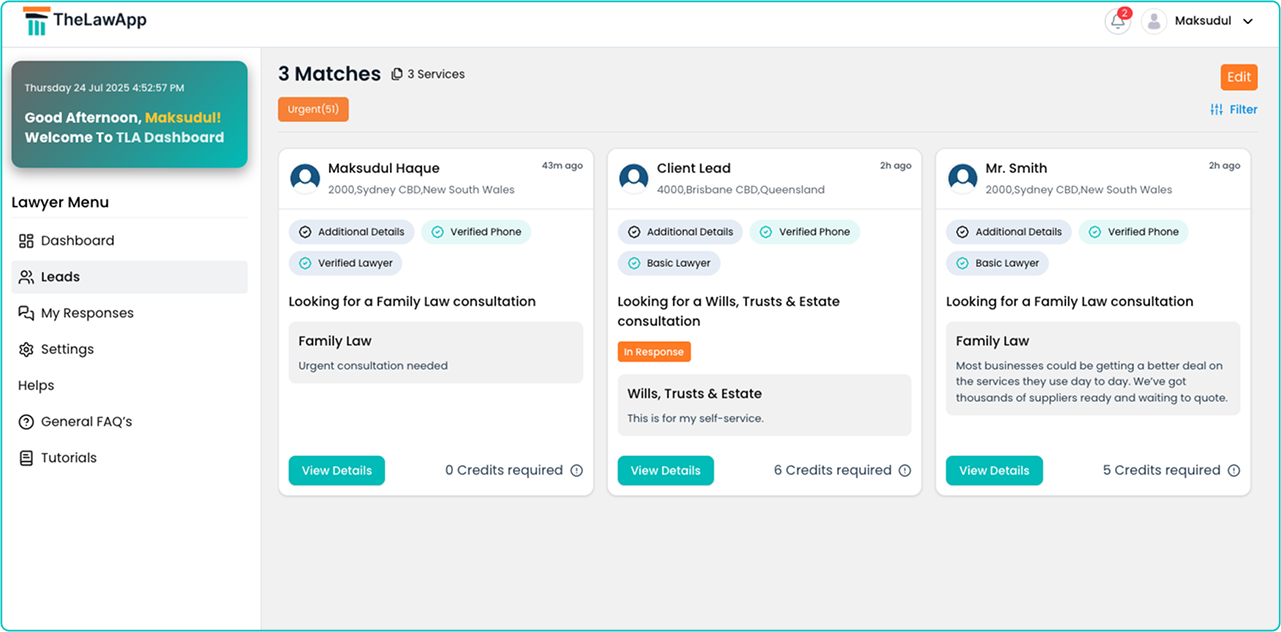 TheLawApp
2
Maksudul
Thursday 24 Jul 2025 4:52:57 PM
Good Afternoon, Maksudul!
Welcome To TLA Dashboard
Lawyer Menu
Dashboard
Leads
My Responses
Settings
Helps
General FAQ's
Tutorials
3 Matches
3 Services
Edit
Urgent(51)
Filter
Maksudul Haque
43m ago
2000,Sydney CBD,New South Wales
Additional Details
Verified Phone
Verified Lawyer
Looking for a Family Law consultation
Family Law
Urgent consultation needed
View Details
0 Credits required
Client Lead
2h ago
4000,Brisbane CBD,Queensland
Additional Details
Verified Phone
Basic Lawyer
Looking for a Wills, Trusts & Estate
consultation
In Response
Wills, Trusts & Estate
This is for my self-service.
View Details
6 Credits required
Mr. Smith
2h ago
2000,Sydney CBD,New South Wales
Additional Details
Verified Phone
Basic Lawyer
Looking for a Family Law consultation
Family Law
Most businesses could be getting a better deal on
the services they use day to day. We've got
thousands of suppliers ready and waiting to quote.
View Details
5 Credits required